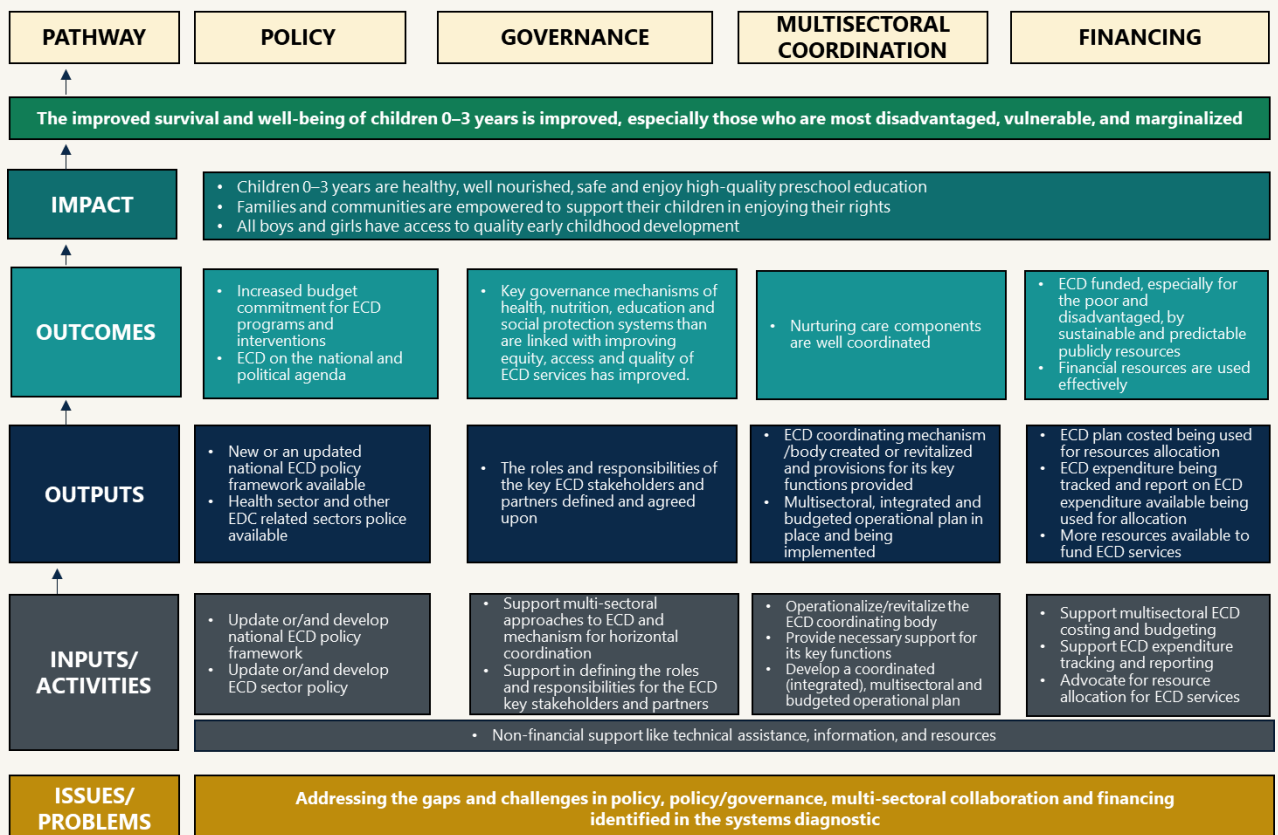 PATHWAY
POLICY
GOVERNANCE
MULTISECTORAL
COORDINATION
FINANCING
The improved survival and well-being of children 0–3 years is improved, especially those who are most disadvantaged, vulnerable, and marginalized
IMPACT
• Children 0–3 years are healthy, well nourished, safe and enjoy high-quality preschool education
• Families and communities are empowered to support their children in enjoying their rights
• All boys and girls have access to quality early childhood development
OUTCOMES
• Increased budget
commitment for ECD
programs and
interventions
• ECD on the national and
political agenda
• Key governance mechanisms of
health, nutrition, education and
social protection systems than
are linked with improving
equity, access and quality of
ECD services has improved.
• Nurturing care components
are well coordinated
• ECD funded, especially for
the poor and
disadvantaged, by
sustainable and predictable
publicly resources
• Financial resources are used
effectively
OUTPUTS
• New or an updated
national ECD policy
framework available
• Health sector and other
EDC related sectors police
available
• The roles and responsibilities of
the key ECD stakeholders and
partners defined and agreed
upon
• ECD coordinating mechanism
/body created or revitalized
and provisions for its key
functions provided
• Multisectoral, integrated and
budgeted operational plan in
place and being
implemented
• ECD plan costed being used
for resources allocation
• ECD expenditure being
tracked and report on ECD
expenditure available being
used for allocation
• More resources available to
fund ECD services
INPUTS/
ACTIVITIES
• Update or/and develop
national ECD policy
framework
• Update or/and develop
ECD sector policy
• Support multi-sectoral
approaches to ECD and
mechanism for horizontal
coordination
• Support in defining the roles
and responsibilities for the ECD
key stakeholders and partners
• Operationalize/revitalize the
ECD coordinating body
• Provide necessary support for
its key functions
• Develop a coordinated
(integrated), multisectoral and
budgeted operational plan
• Support multisectoral ECD
costing and budgeting
• Support ECD expenditure
tracking and reporting
• Advocate for resource
allocation for ECD services
• Non-financial support like technical assistance, information, and resources
ISSUES/
PROBLEMS
Addressing the gaps and challenges in policy, policy/governance, multi-sectoral collaboration and financing
identified in the systems diagnostic